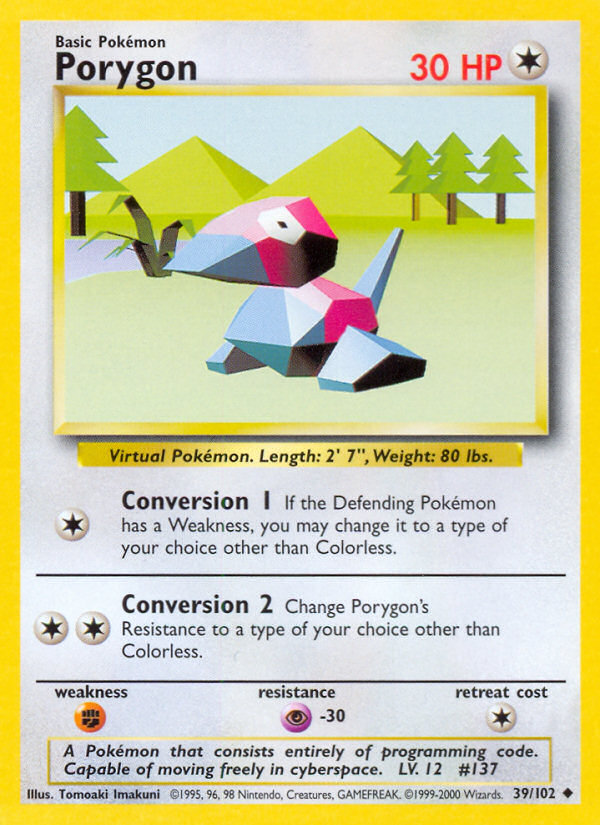 Basic Pokémon
Porygon
30 HP
Virtual Pokémon. Length: 2' 7", Weight: 80 lbs.
Conversion 1 If the Defending Pokémon
has a Weakness, you may change it to a type of
your choice other than Colorless.
Conversion 2 Change Porygon's
Resistance to a type of your choice other than
Colorless.
weakness resistance retreat cost
-30
A Pokémon that consists entirely of programming code.
Capable of moving freely in cyberspace. LV. 12 #137
Illus. Tomoaki Imakuni ©1995, 96, 98 Nintendo, Creatures, GAMEFREAK. ©1999-2000 Wizards. 39/102